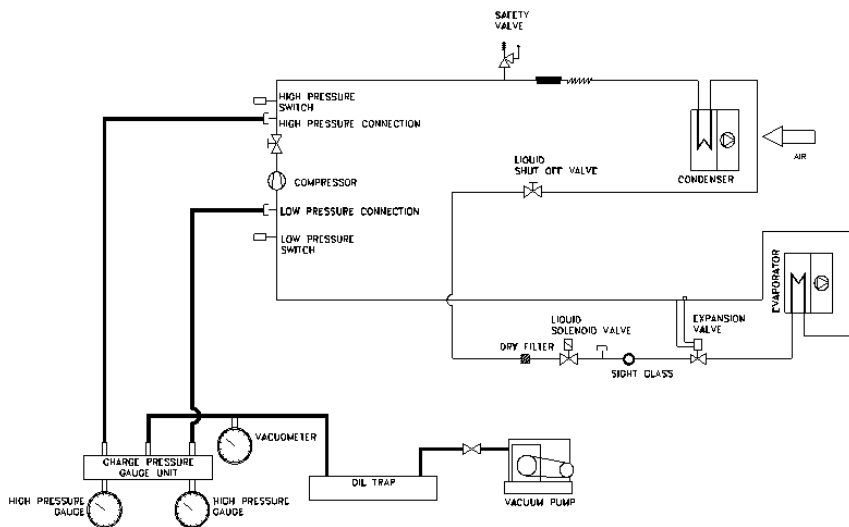 SAFETY
VALVE
HIGH PRESSURE
SWITCH
HIGH PRESSURE CONNECTION
COMPRESSOR
LOW PRESSURE CONNECTION
LOW PRESSURE
SWITCH
LIQUID
SHUT OFF VALVE
CONDENSER
AIR
EVAPORATOR
LIQUID
SOLENOID VALVE
EXPANSION
VALVE
DRY FILTER
SIGHT GLASS
VACUOMETER
CHARGE PRESSURE
GAUGE UNIT
HIGH PRESSURE
GAUGE
HIGH PRESSURE
GAUGE
OIL TRAP
VACUUM PUMP